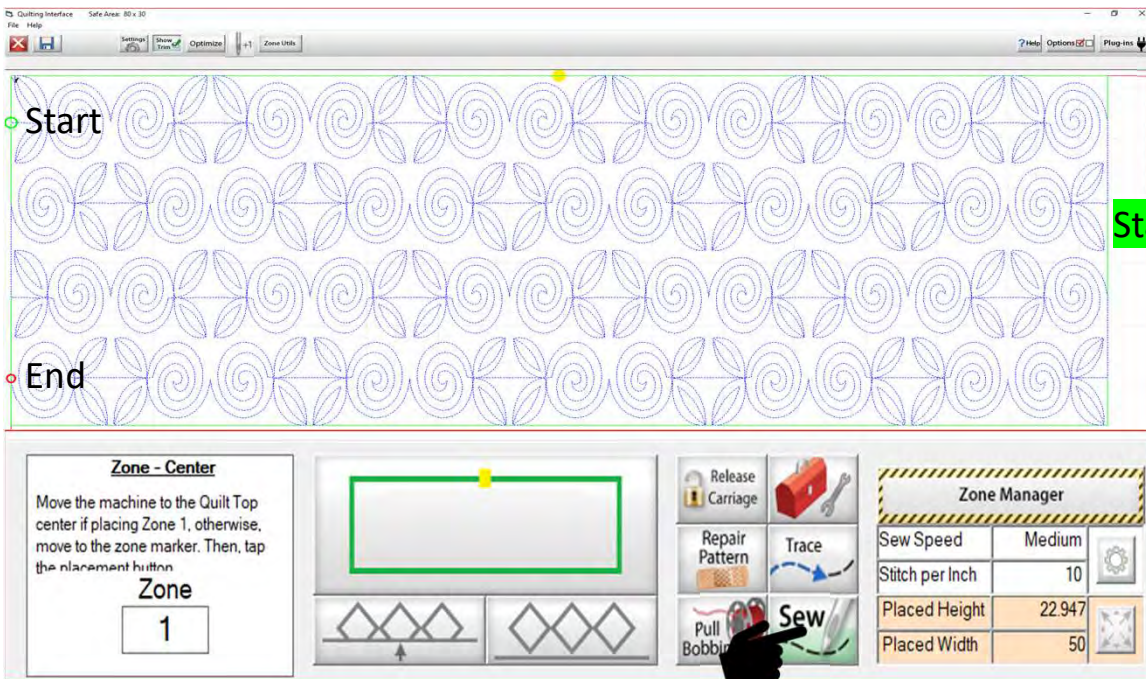 Quilting Interface Safe Area: 80 x 30
File Help
Settings Show Trim Optimize +1 Zone Utils ?Help Options Plug-ins
Start
St
End
Zone - Center
Move the machine to the Quilt Top
center if placing Zone 1, otherwise,
move to the zone marker. Then, tap
the placement button
Zone
1
Release
Carriage
Repair
Pattern
Trace
Pull
Sew
Zone Manager
Sew Speed Medium
Stitch per Inch 10
Placed Height 22.947
Placed Width 50